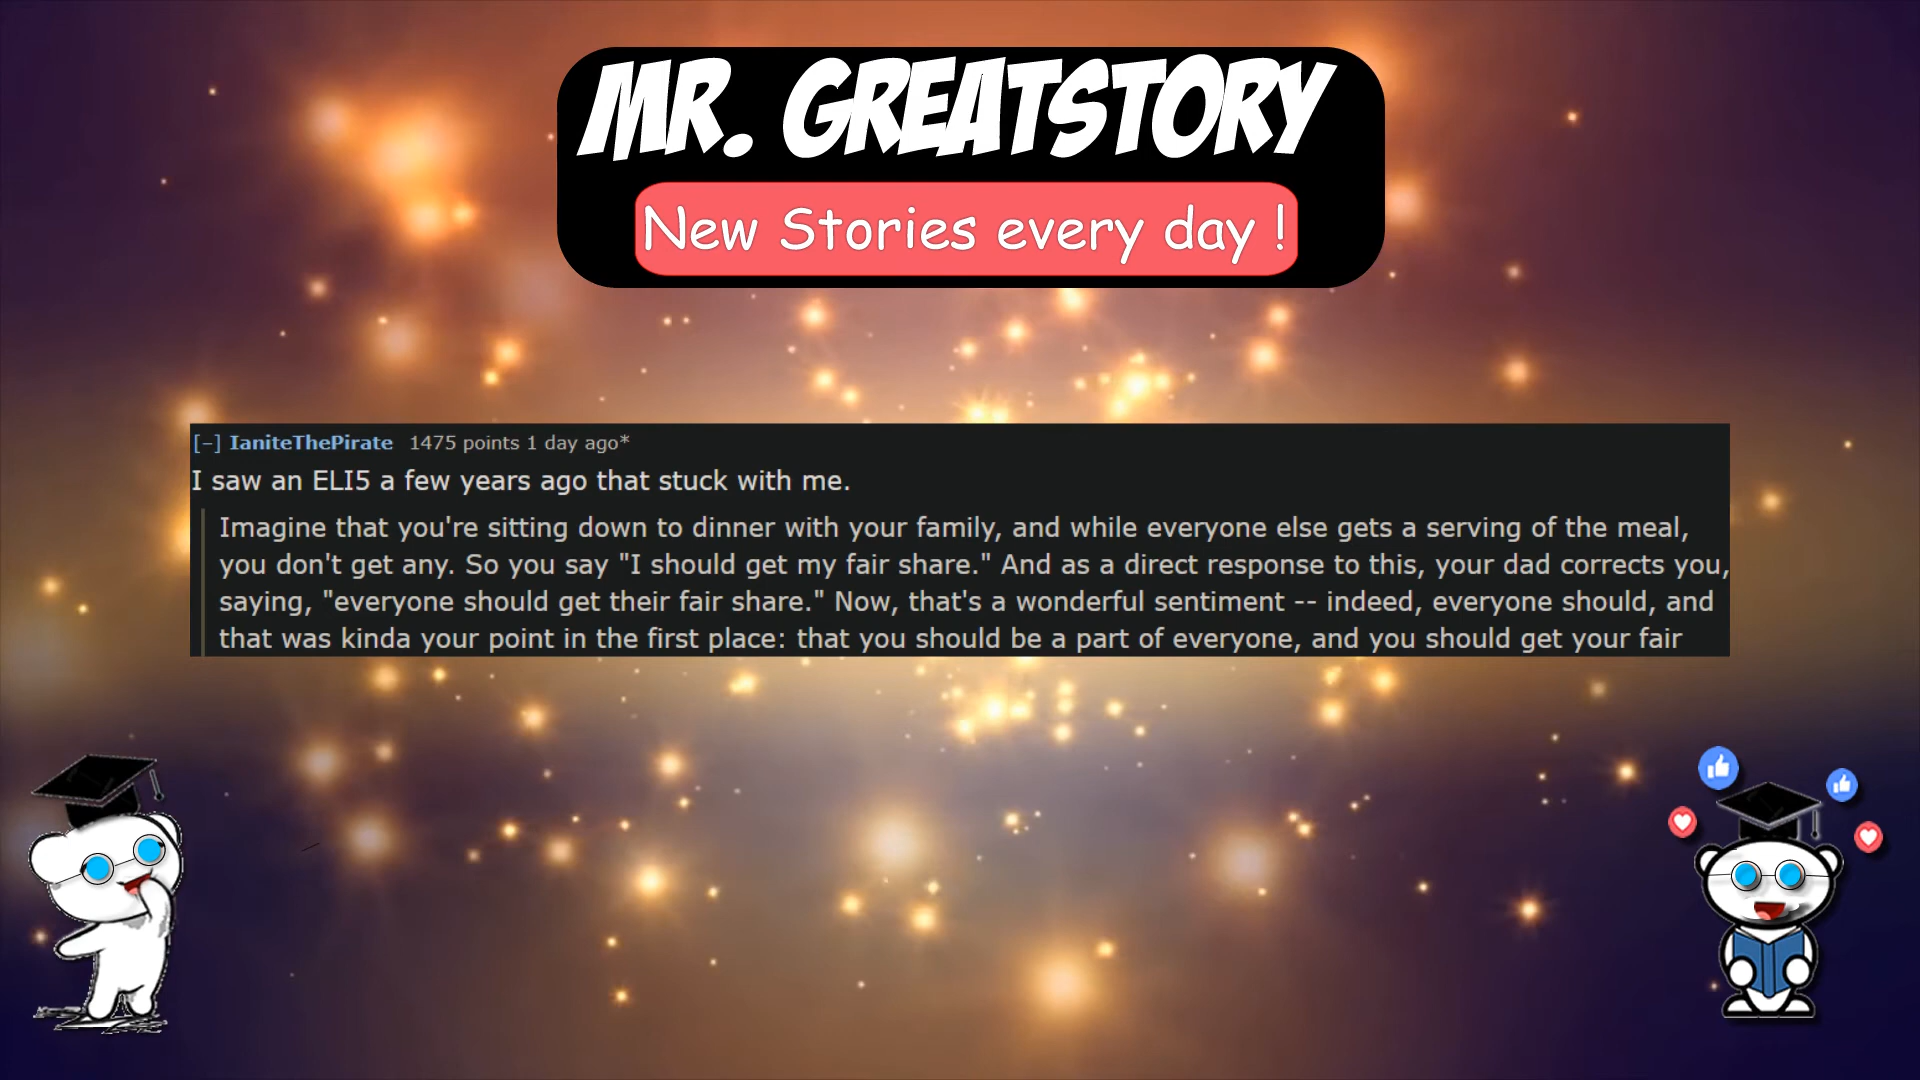 MR. GREATSTORY
New Stories every day !
[–] IaniteThePirate 1475 points 1 day ago*
I saw an ELI5 a few years ago that stuck with me.
Imagine that you're sitting down to dinner with your family, and while everyone else gets a serving of the meal,
you don't get any. So you say "I should get my fair share." And as a direct response to this, your dad corrects you,
saying, "everyone should get their fair share." Now, that's a wonderful sentiment -- indeed, everyone should, and
that was kinda your point in the first place: that you should be a part of everyone, and you should get your fair